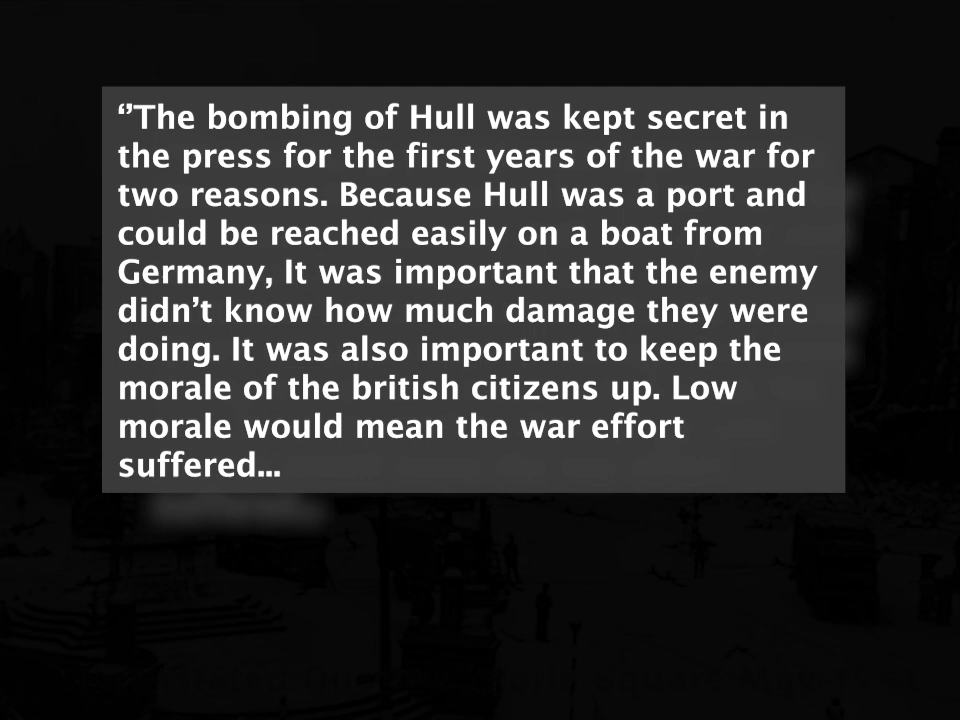 ‘’The bombing of Hull was kept secret in
the press for the first years of the war for
two reasons. Because Hull was a port and
could be reached easily on a boat from
Germany, It was important that the enemy
didn’t know how much damage they were
doing. It was also important to keep the
morale of the british citizens up. Low
morale would mean the war effort
suffered...